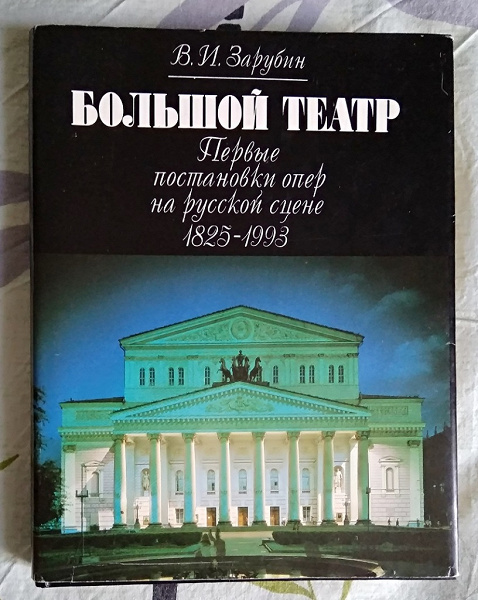 В. И. Зарубин
БОЛЬШОЙ ТЕАТР
Первые
постановки опер
на русской сцене
1825-1993